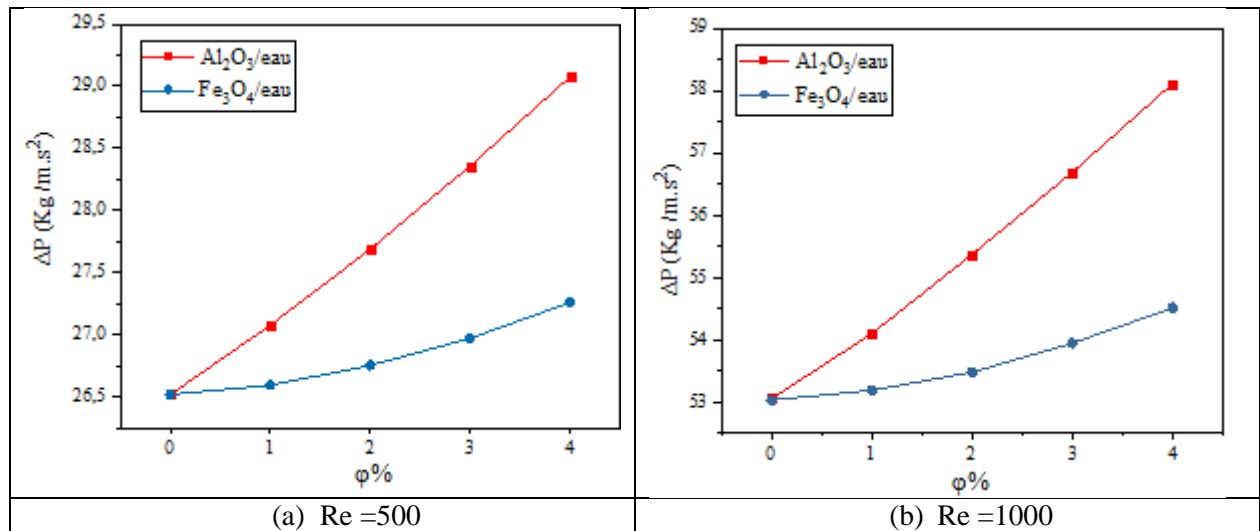 29,5
29,0
28,5
28,0
27,5
27,0
26,5
ΔP (Kg /m.s²)
Al₂O₃/eau
Fe₃O₄/eau
0 1 2 3 4
φ%
(a) Re =500
59
58
57
56
55
54
53
ΔP (Kg /m.s²)
Al₂O₃/eau
Fe₃O₄/eau
0 1 2 3 4
φ%
(b) Re =1000